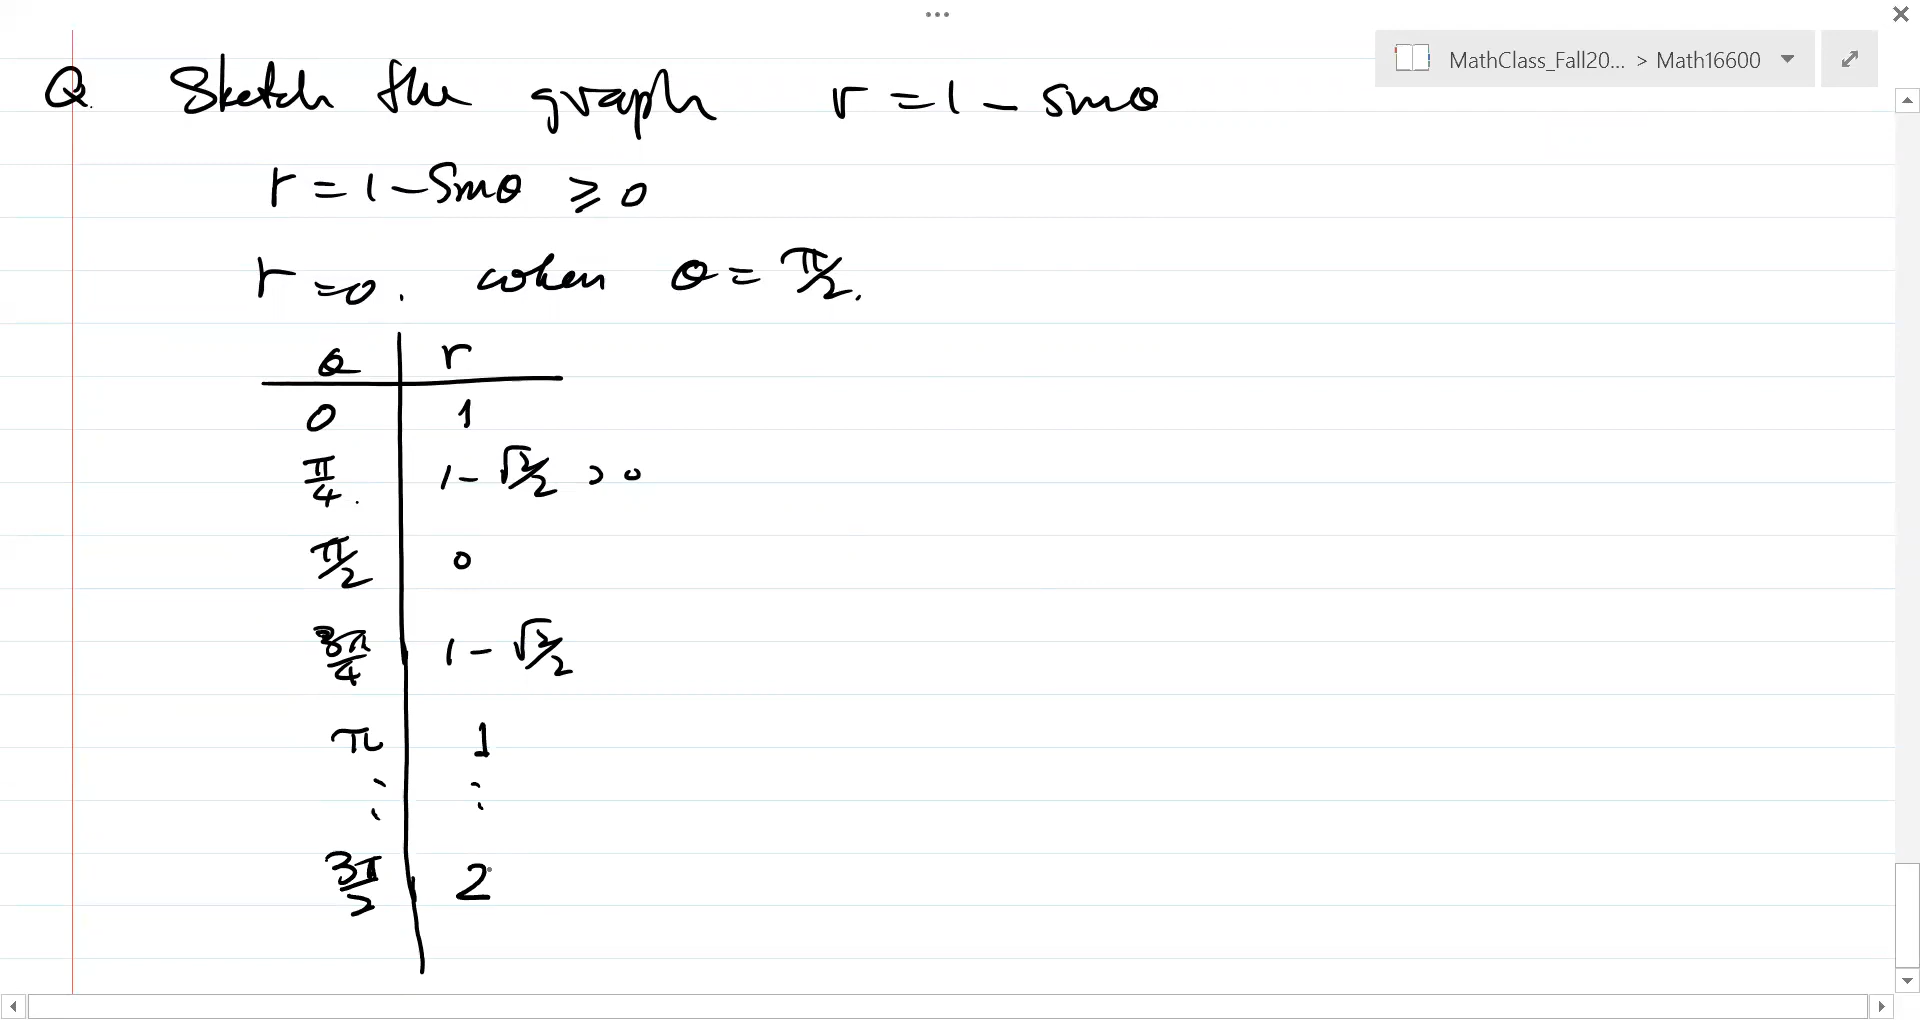 MathClass_Fall20... > Math16600
Q. Sketch the graph r = 1 - sinθ
r = 1 - Sinθ ⩾ 0
r = 0. when θ = π/2.
θ r
0 1
π/4. 1 - √2/2 > 0
π/2 0
3π/4 1 - √2/2
π 1
⋮ ⋮
3π/2 2